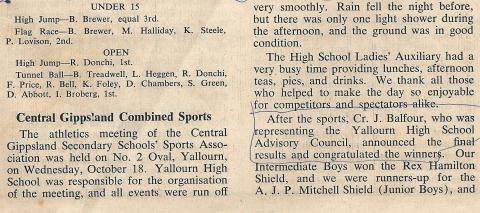 UNDER 15
High Jump—B. Brewer, equal 3rd.
Flag Race—B. Brewer, M. Halliday, K. Steele,
P. Lovison, 2nd.
OPEN
High Jump—R. Donchi, 1st.
Tunnel Ball—B. Treadwell, L. Heggen, R. Donchi,
F. Price, R. Bell, K. Foley, D. Chambers, S. Green,
D. Abbott, I. Broberg, 1st.
Central Gippsland Combined Sports
The athletics meeting of the Central
Gippsland Secondary Schools' Sports Asso-
ciation was held on No. 2 Oval, Yallourn,
on Wednesday, October 18. Yallourn High
School was responsible for the organisation
of the meeting, and all events were run off
very smoothly. Rain fell the night before,
but there was only one light shower during
the afternoon, and the ground was in good
condition.
The High School Ladies' Auxiliary had a
very busy time providing lunches, afternoon
teas, pies, and drinks. We thank all those
who helped to make the day so enjoyable
for competitors and spectators alike.
After the sports, Cr. J. Balfour, who was
representing the Yallourn High School
Advisory Council, announced the final
results and congratulated the winners. Our
Intermediate Boys won the Rex Hamilton
Shield, and we were runners-up for the
A. J. P. Mitchell Shield (Junior Boys), and